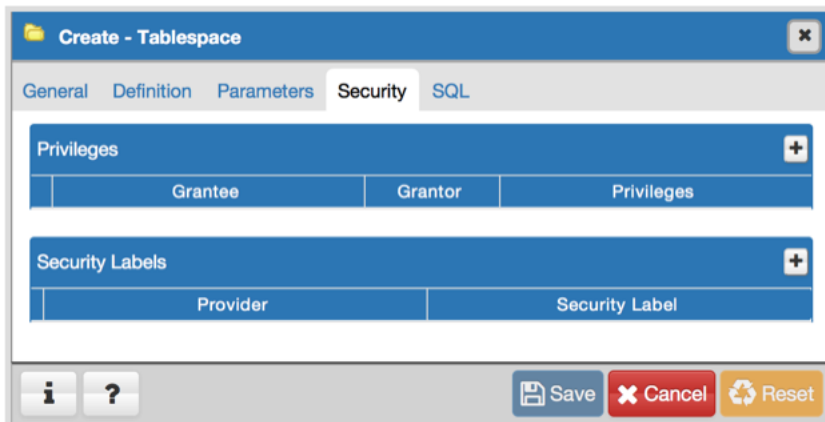 Create - Tablespace
General Definition Parameters Security SQL
Privileges
Grantee Grantor Privileges
Security Labels
Provider Security Label
i ? Save Cancel Reset